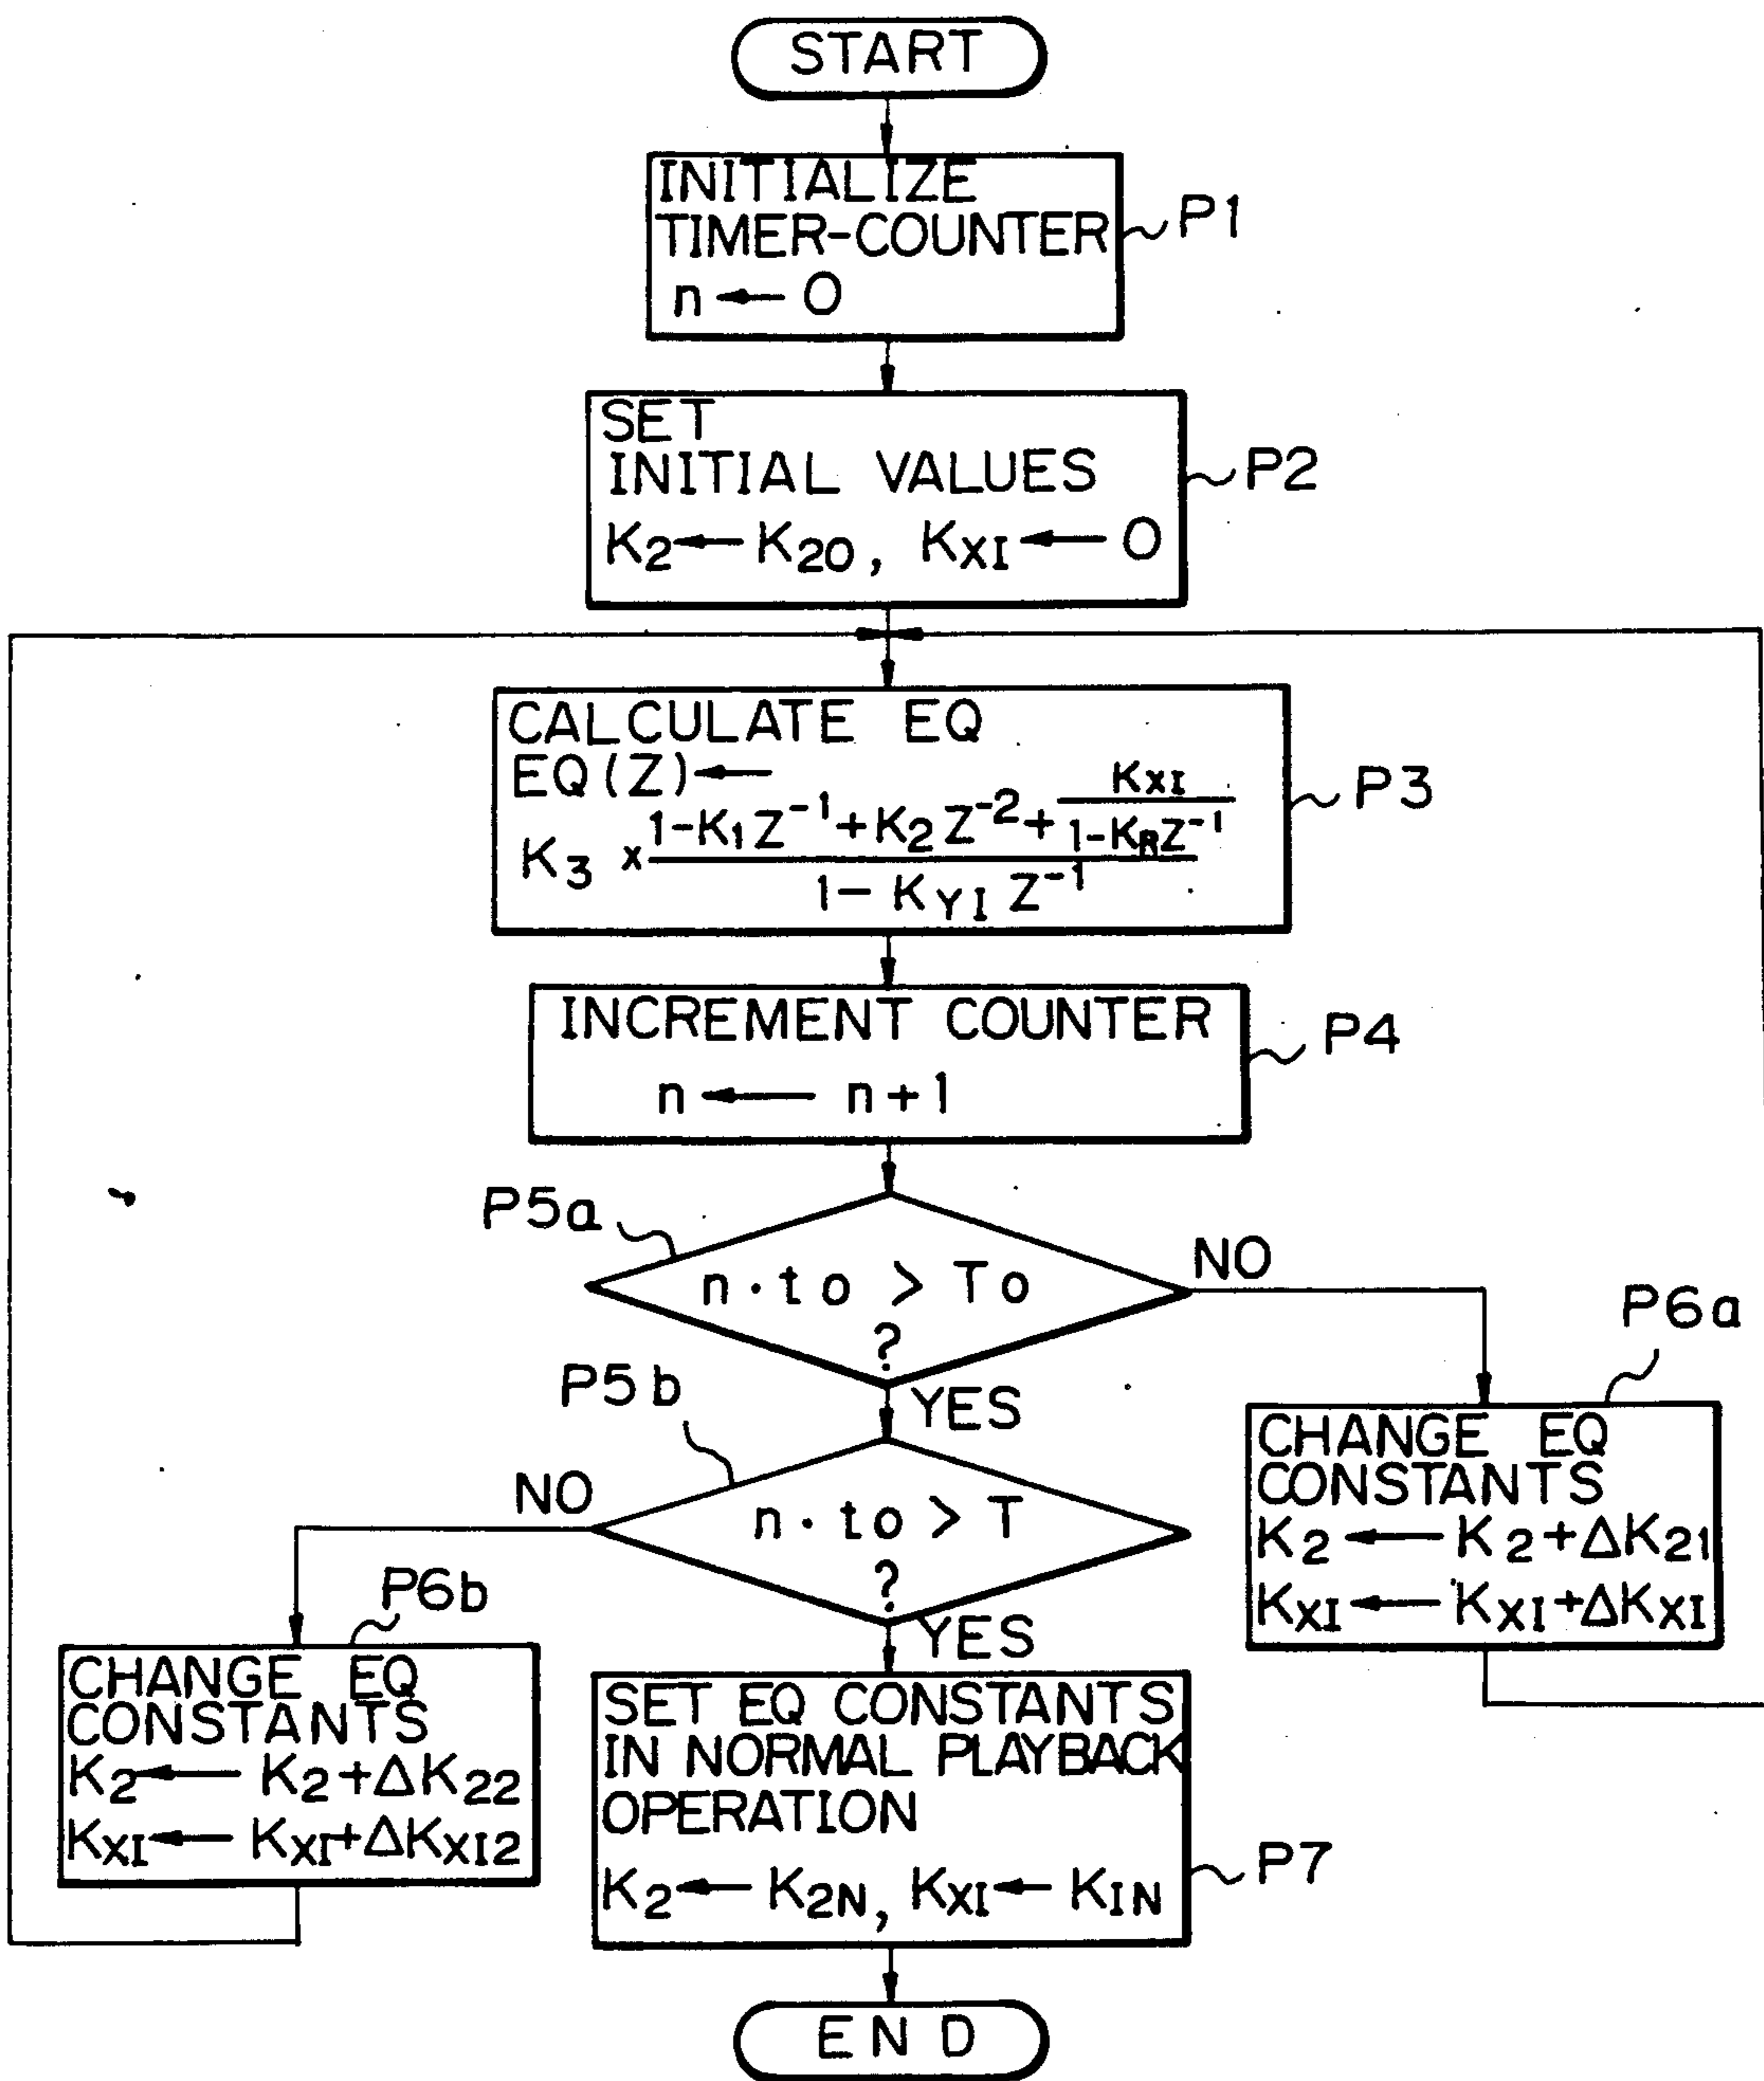 START
INITIALIZE
TIMER-COUNTER
n ← 0
P1
SET
INITIAL VALUES
K2 ← K20, KXI ← 0
P2
CALCULATE EQ
EQ(Z) ←
K3 × (1-K1Z^-1+K2Z^-2+KXI/(1-KRZ^-1))/(1-KYIZ^-1)
P3
INCREMENT COUNTER
n ← n+1
P4
P5a
n·to > To
?
NO
YES
P6a
CHANGE EQ
CONSTANTS
K2 ← K2+ΔK21
KXI ← KXI+ΔKXI
P5b
n·to > T
?
NO
YES
P6b
CHANGE EQ
CONSTANTS
K2 ← K2+ΔK22
KXI ← KXI+ΔKXI2
SET EQ CONSTANTS
IN NORMAL PLAYBACK
OPERATION
K2 ← K2N, KXI ← KIN
P7
END